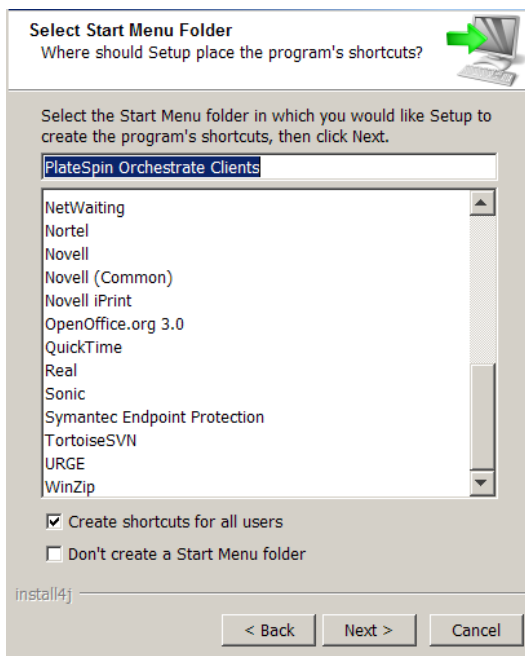 Select Start Menu Folder
Where should Setup place the program's shortcuts?
Select the Start Menu folder in which you would like Setup to
create the program's shortcuts, then click Next.
PlateSpin Orchestrate Clients
NetWaiting
Nortel
Novell
Novell (Common)
Novell iPrint
OpenOffice.org 3.0
QuickTime
Real
Sonic
Symantec Endpoint Protection
TortoiseSVN
URGE
WinZip
Create shortcuts for all users
Don't create a Start Menu folder
install4j
< Back
Next >
Cancel